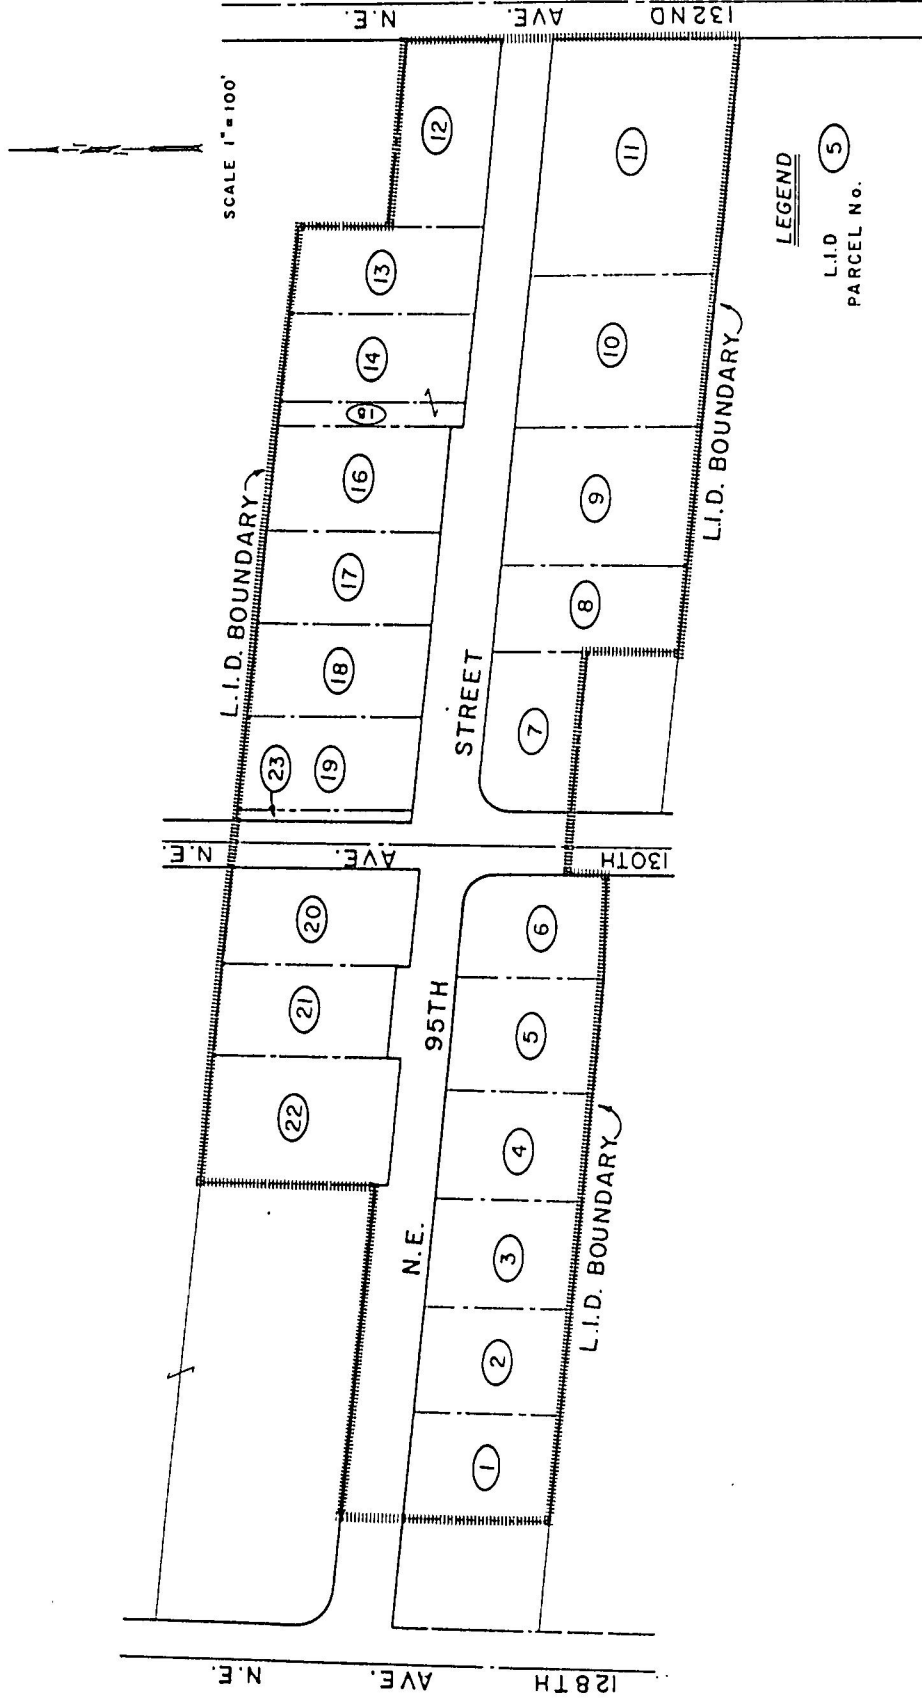 SCALE 1"=100'
N.E. 132ND AVE.
L.I.D. BOUNDARY
12
13
14
16
17
18
19
23
20
21
22
N.E. 130TH AVE.
N.E. 95TH STREET
1
2
3
4
5
6
7
8
9
10
11
L.I.D. BOUNDARY
L.I.D. BOUNDARY
N.E. 128TH AVE.
LEGEND
L.I.D
PARCEL No.
5